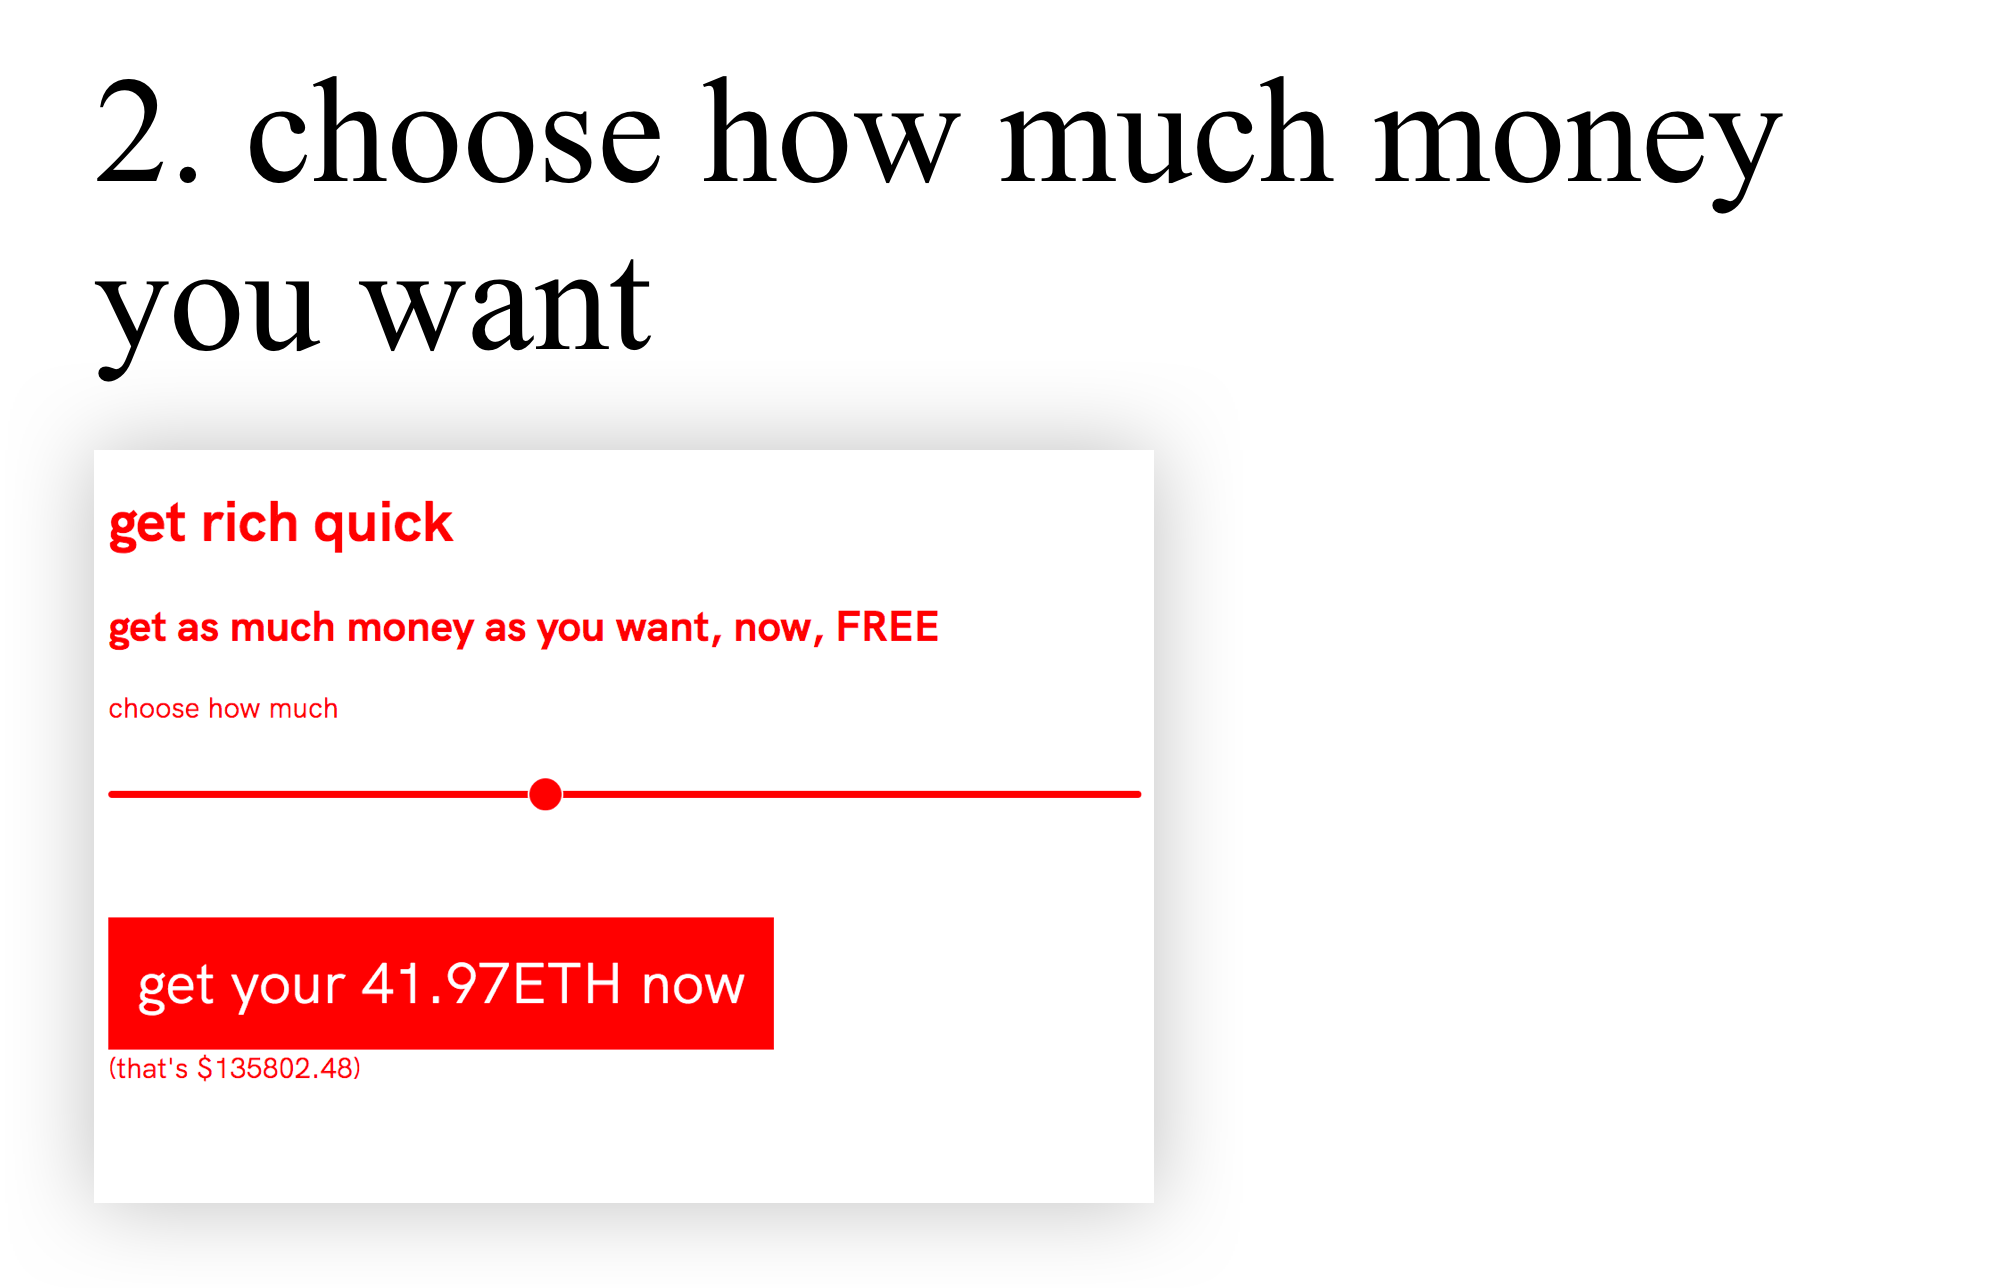 2. choose how much money
you want
get rich quick
get as much money as you want, now, FREE
choose how much
get your 41.97ETH now
(that's $135802.48)